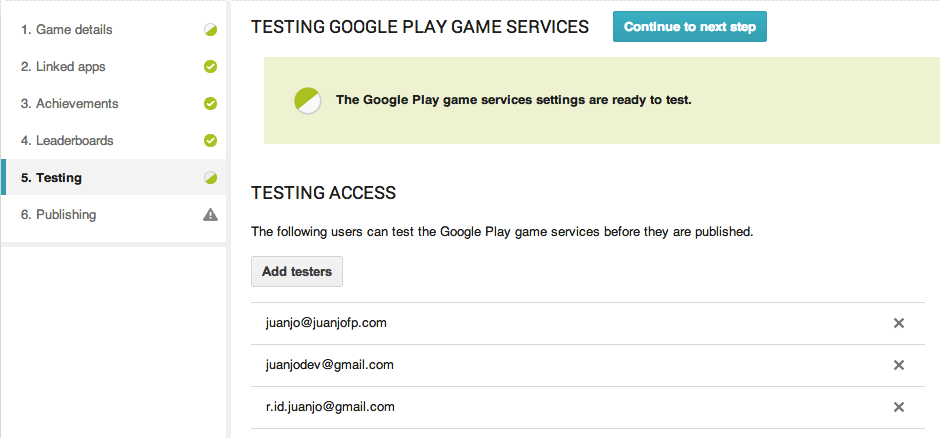 1. Game details
2. Linked apps
3. Achievements
4. Leaderboards
5. Testing
6. Publishing
TESTING GOOGLE PLAY GAME SERVICES
Continue to next step
The Google Play game services settings are ready to test.
TESTING ACCESS
The following users can test the Google Play game services before they are published.
Add testers
juanjo@juanjofp.com
juanjodev@gmail.com
r.id.juanjo@gmail.com